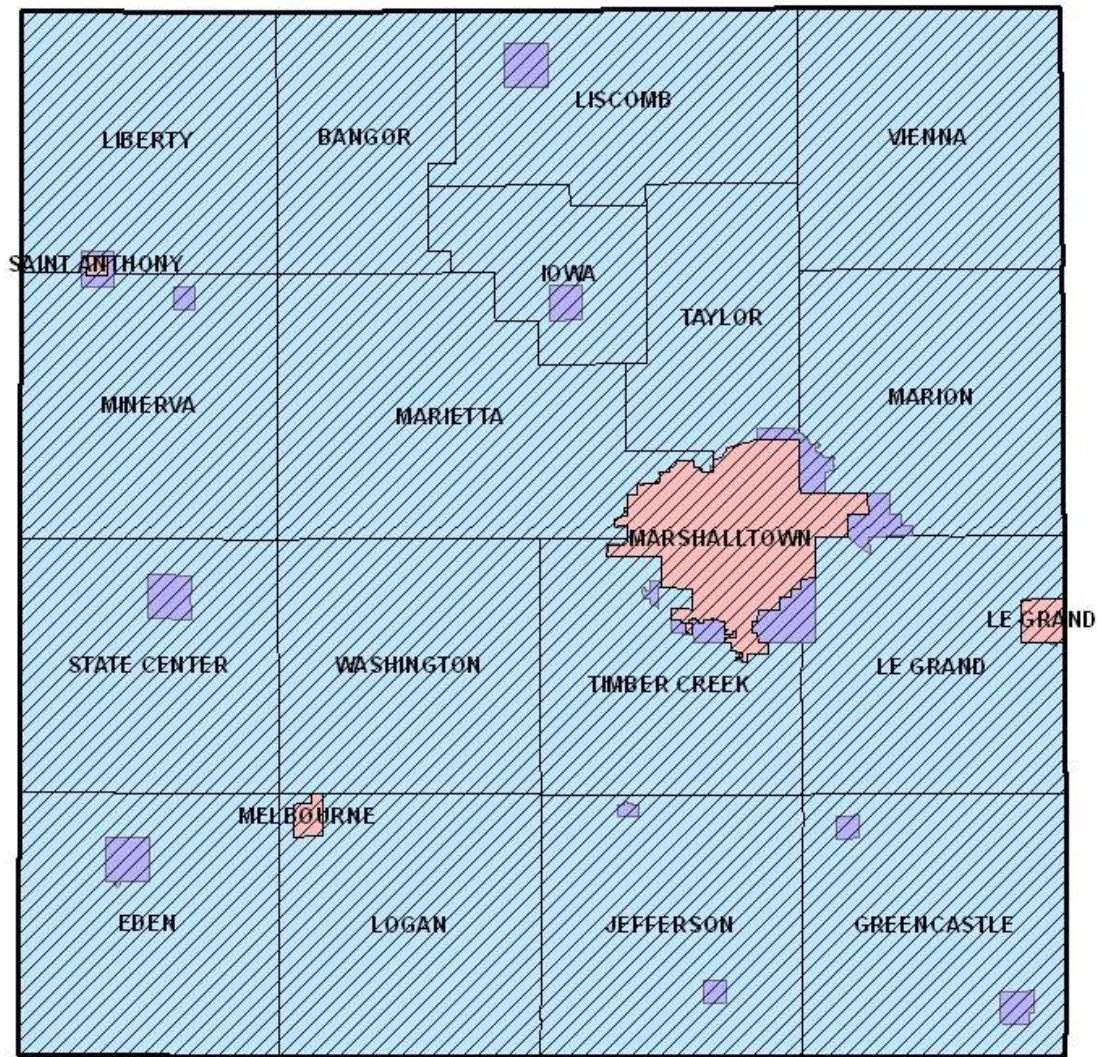 LISCOMB
LIBERTY
BANGOR
VIENNA
SAINT ANTHONY
IOWA
TAYLOR
MINERVA
MARIETTA
MARION
MARSHALLTOWN
LE GRAND
STATE CENTER
WASHINGTON
TIMBER CREEK
LE GRAND
MELBOURNE
EDEN
LOGAN
JEFFERSON
GREENCASTLE